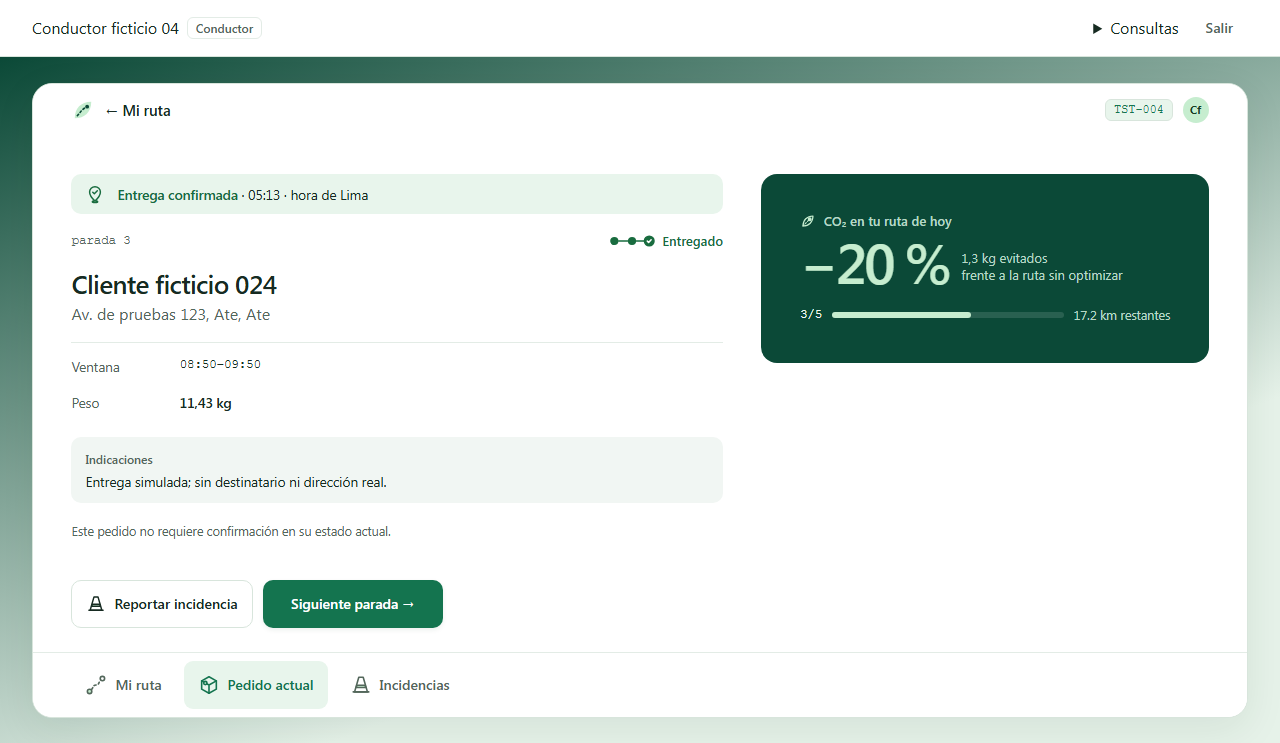 Conductor ficticio 04 Conductor
▶ Consultas Salir
← Mi ruta
TST-004 Cf
Entrega confirmada · 05:13 · hora de Lima
parada 3
Entregado
Cliente ficticio 024
Av. de pruebas 123, Ate, Ate
Ventana 08:50–09:50
Peso 11,43 kg
Indicaciones
Entrega simulada; sin destinatario ni dirección real.
Este pedido no requiere confirmación en su estado actual.
Reportar incidencia
Siguiente parada →
CO₂ en tu ruta de hoy
−20 %
1,3 kg evitados
frente a la ruta sin optimizar
3/5 17.2 km restantes
Mi ruta Pedido actual Incidencias